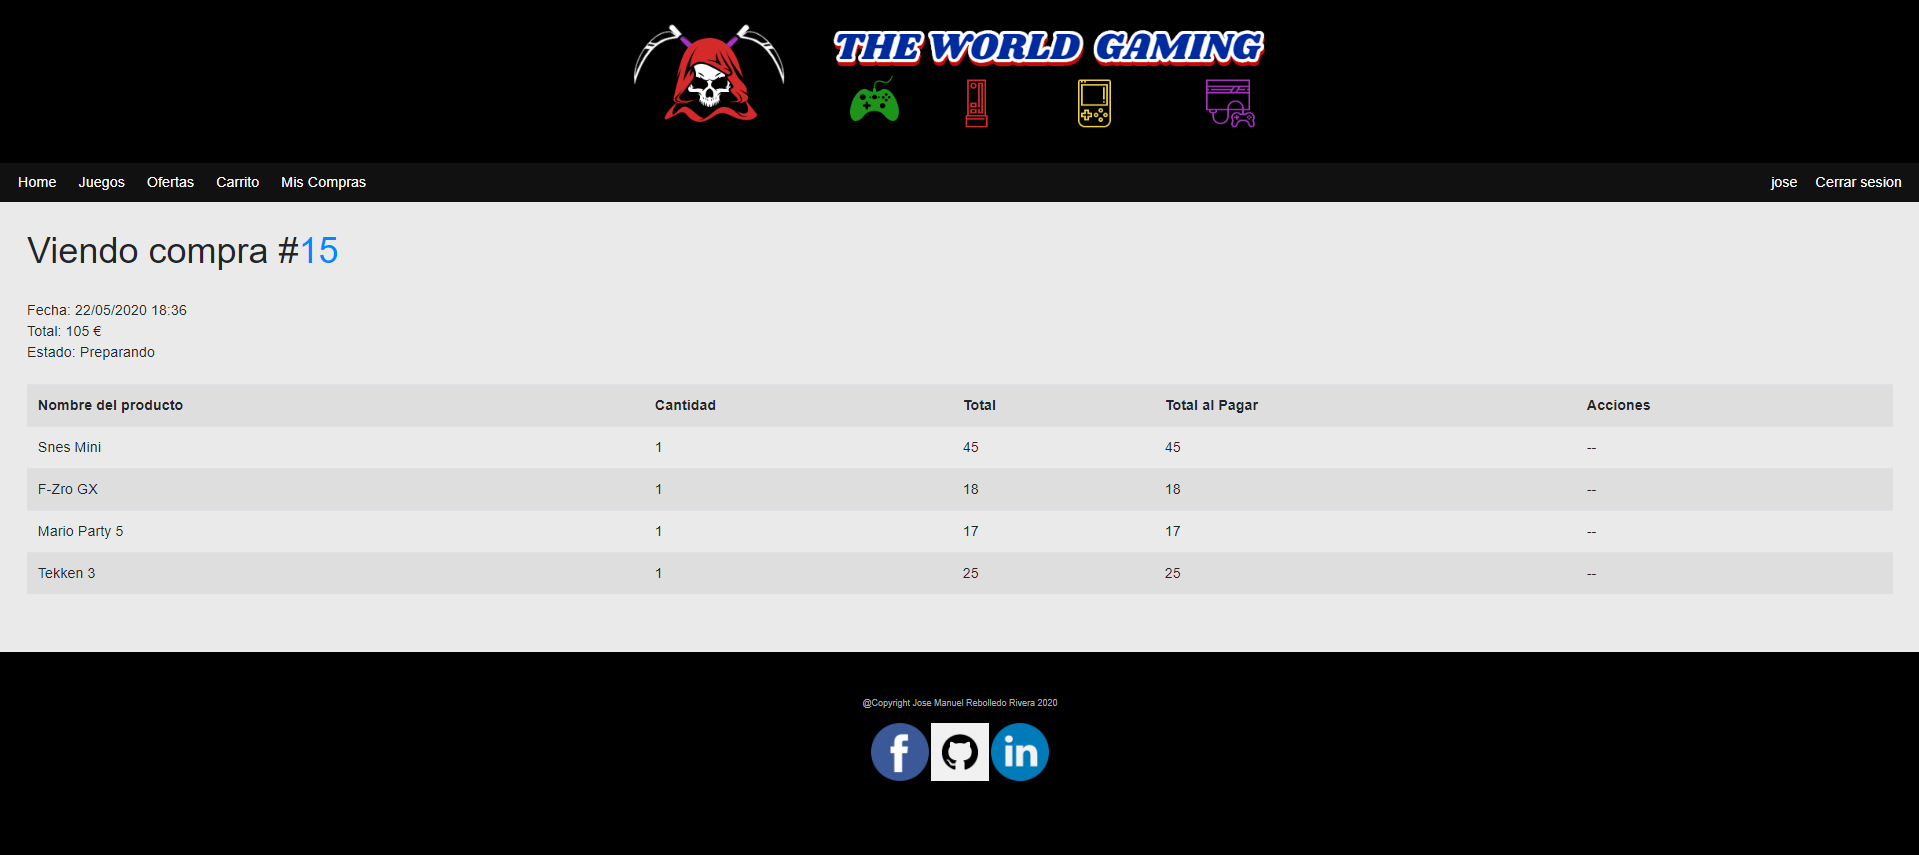 THE WORLD GAMING
Home Juegos Ofertas Carrito Mis Compras jose Cerrar sesion
Viendo compra #15
Fecha: 22/05/2020 18:36
Total: 105 €
Estado: Preparando
Nombre del producto Cantidad Total Total al Pagar Acciones
Snes Mini 1 45 45 --
F-Zro GX 1 18 18 --
Mario Party 5 1 17 17 --
Tekken 3 1 25 25 --
@Copyright Jose Manuel Rebolledo Rivera 2020
f in